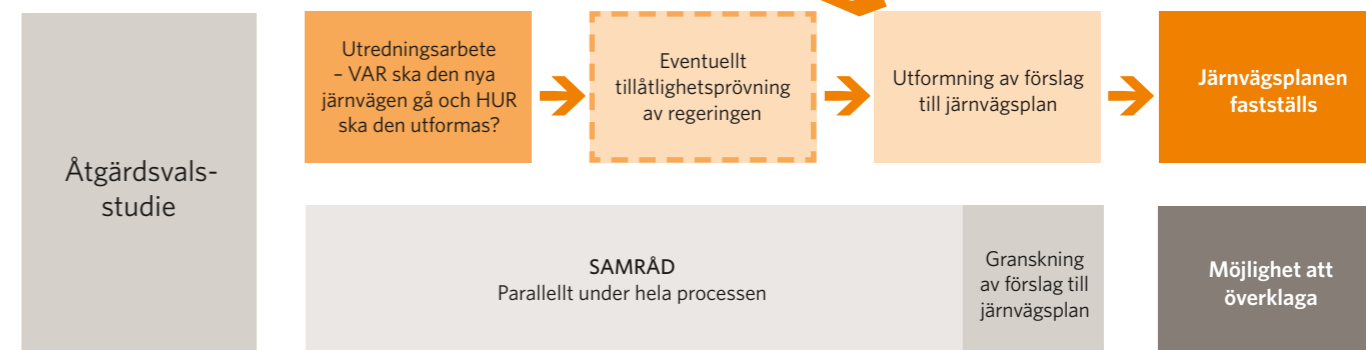 Åtgärdsvals-
studie
Utredningsarbete
– VAR ska den nya
järnvägen gå och HUR
ska den utformas?
Eventuellt
tillåtlighetsprövning
av regeringen
Utformning av förslag
till järnvägsplan
Järnvägsplanen
fastställs
SAMRÅD
Parallellt under hela processen
Granskning
av förslag till
järnvägsplan
Möjlighet att
överklaga